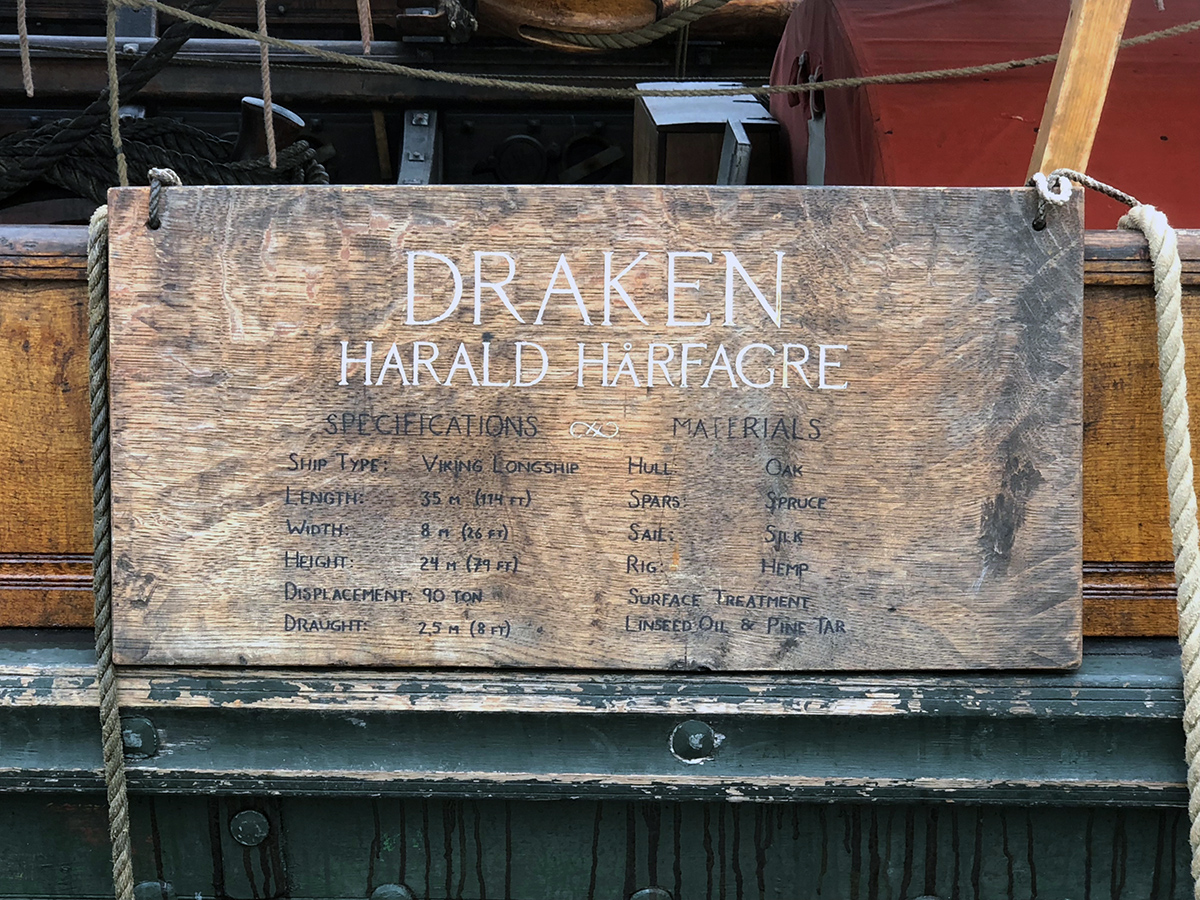 DRAKEN
HARALD HÅRFAGRE
SPECIFICATIONS MATERIALS
SHIP TYPE: VIKING LONGSHIP HULL: OAK
LENGTH: 35 M (114 FT) SPARS: SPRUCE
WIDTH: 8 M (26 FT) SAIL: SILK
HEIGHT: 24 M (79 FT) RIG: HEMP
DISPLACEMENT: 90 TON SURFACE TREATMENT
DRAUGHT: 2,5 M (8 FT) LINSEED OIL & PINE TAR